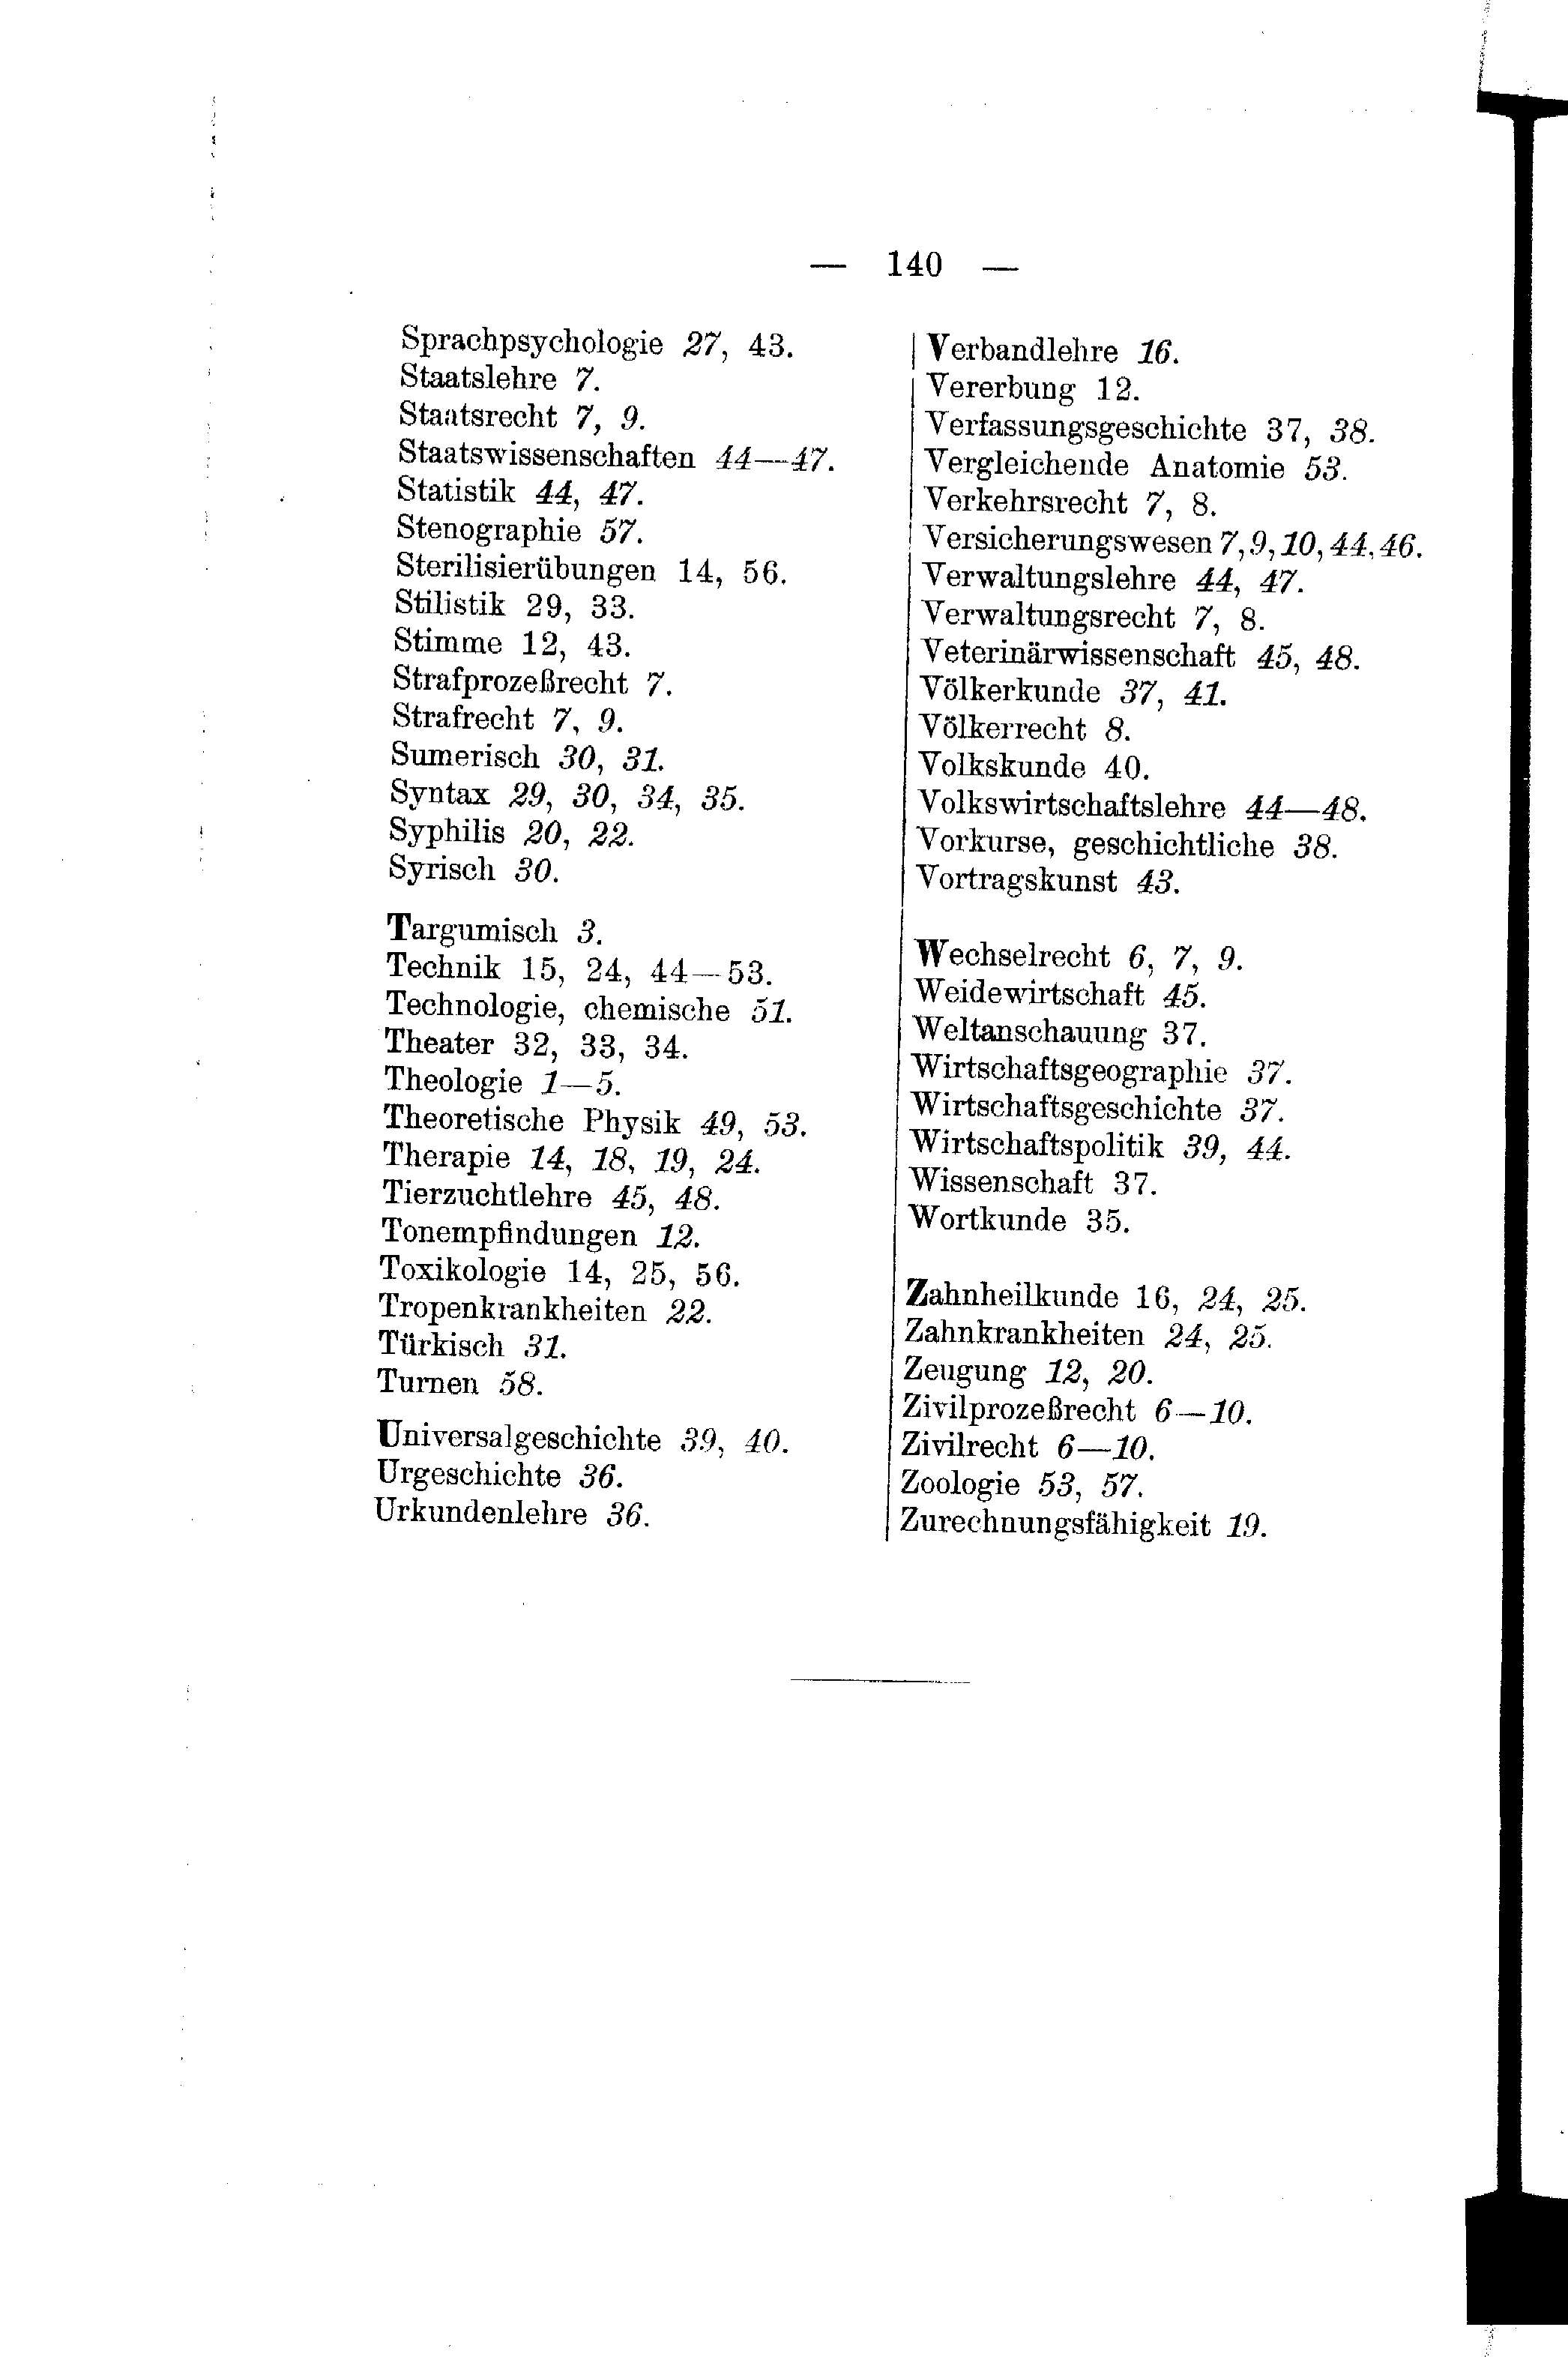 — 140 —
Sprachpsychologie 27, 43.
Staatslehre 7.
Staatsrecht 7, 9.
Staatswissenschaften 44—47.
Statistik 44, 47.
Stenographie 57.
Sterilisierübungen 14, 56.
Stilistik 29, 33.
Stimme 12, 43.
Strafprozeßrecht 7.
Strafrecht 7, 9.
Sumerisch 30, 31.
Syntax 29, 30, 34, 35.
Syphilis 20, 22.
Syrisch 30.
Targumisch 3.
Technik 15, 24, 44—53.
Technologie, chemische 51.
Theater 32, 33, 34.
Theologie 1—5.
Theoretische Physik 49, 53.
Therapie 14, 18, 19, 24.
Tierzuchtlehre 45, 48.
Tonempfindungen 12.
Toxikologie 14, 25, 56.
Tropenkrankheiten 22.
Türkisch 31.
Turnen 58.
Universalgeschichte 39, 40.
Urgeschichte 36.
Urkundenlehre 36.
Verbandlehre 16.
Vererbung 12.
Verfassungsgeschichte 37, 38.
Vergleichende Anatomie 53.
Verkehrsrecht 7, 8.
Versicherungswesen 7, 9, 10, 44, 46.
Verwaltungslehre 44, 47.
Verwaltungsrecht 7, 8.
Veterinärwissenschaft 45, 48.
Völkerkunde 37, 41.
Völkerrecht 8.
Volkskunde 40.
Volkswirtschaftslehre 44—48.
Vorkurse, geschichtliche 38.
Vortragskunst 43.
Wechselrecht 6, 7, 9.
Weidewirtschaft 45.
Weltanschauung 37.
Wirtschaftsgeographie 37.
Wirtschaftsgeschichte 37.
Wirtschaftspolitik 39, 44.
Wissenschaft 37.
Wortkunde 35.
Zahnheilkunde 16, 24, 25.
Zahnkrankheiten 24, 25.
Zeugung 12, 20.
Zivilprozeßrecht 6—10.
Zivilrecht 6—10.
Zoologie 53, 57.
Zurechnungsfähigkeit 19.